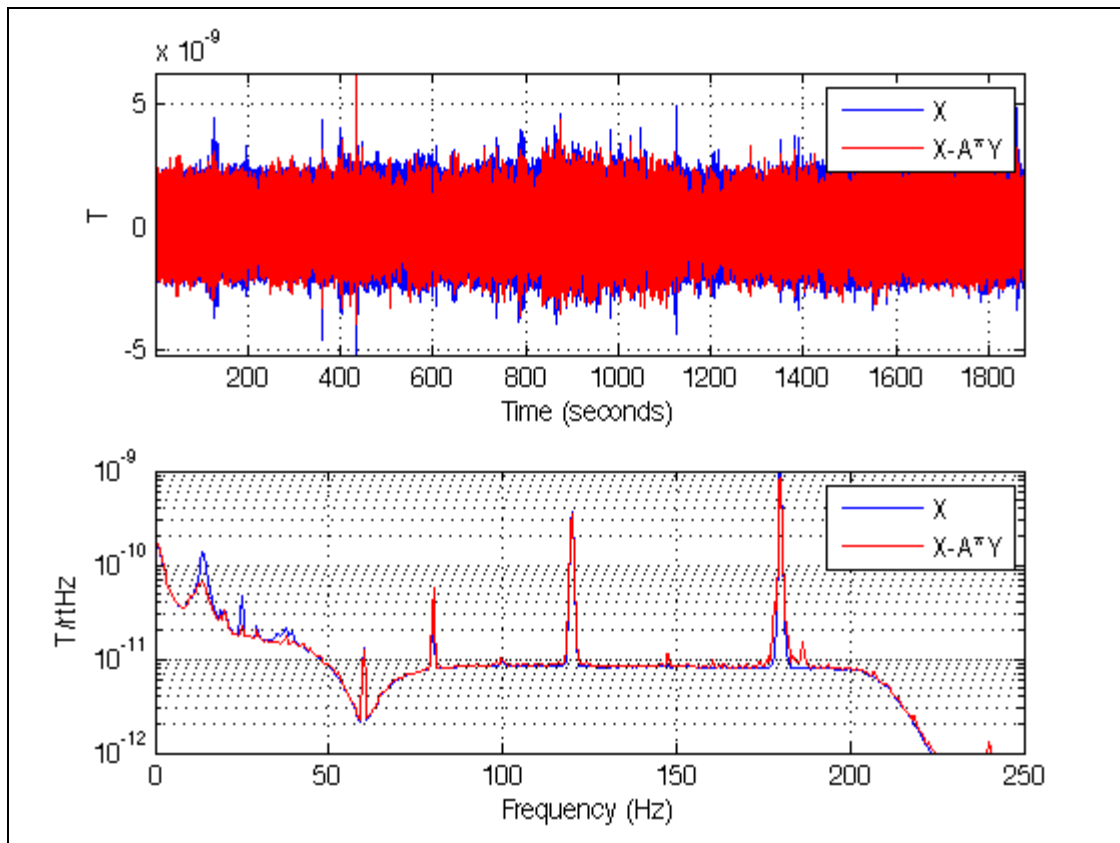 x 10-9
5
0
-5
T
X
X-A*Y
200 400 600 800 1000 1200 1400 1600 1800
Time (seconds)
10-9
10-10
10-11
10-12
T/rtHz
X
X-A*Y
0 50 100 150 200 250
Frequency (Hz)